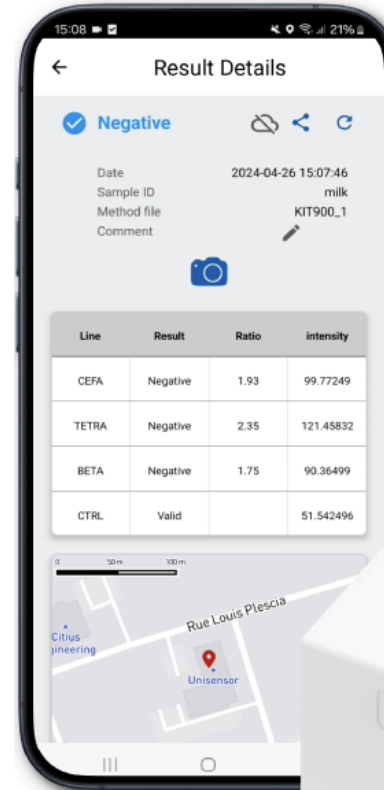 15:08 21%
Result Details
Negative
Date 2024-04-26 15:07:46
Sample ID milk
Method file KIT900_1
Comment
Line Result Ratio intensity
CEFA Negative 1.93 99.77249
TETRA Negative 2.35 121.45832
BETA Negative 1.75 90.36499
CTRL Valid 51.542496
0 50 m 100 m
Rue Louis Plescia
Citius
gineering
Unisensor